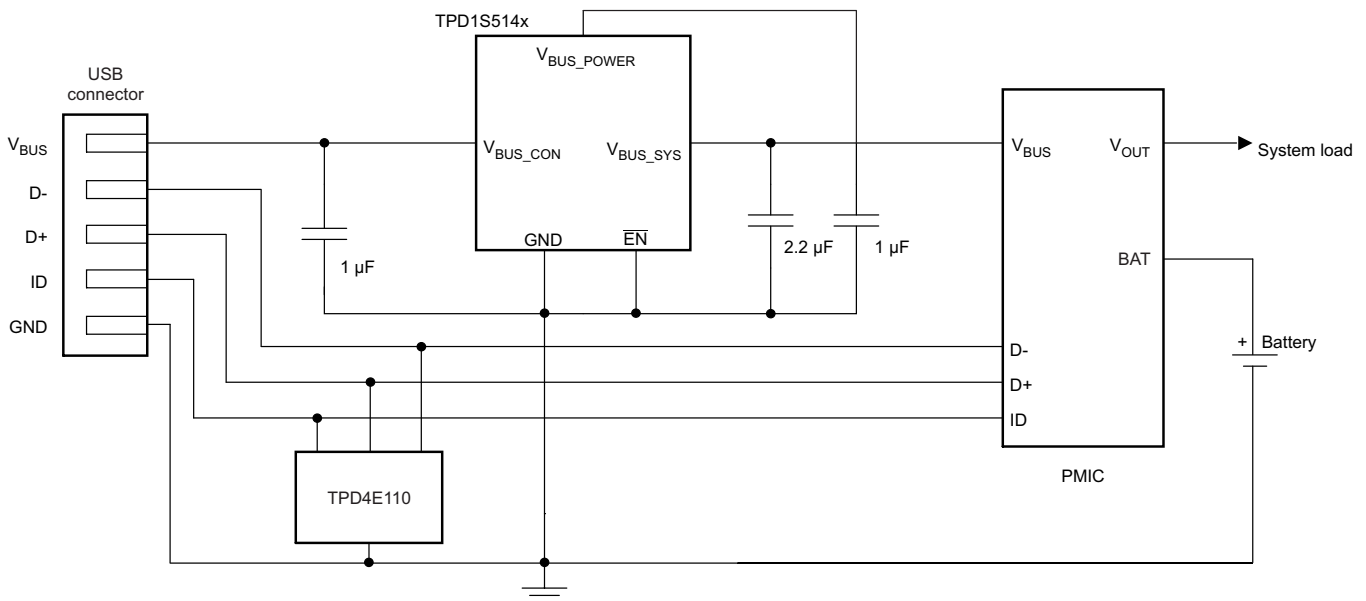 TPD1S514x
V_BUS_POWER
USB
connector
V_BUS
V_BUS_CON
V_BUS_SYS
V_BUS
V_OUT
System load
D-
D+
GND
EN
2.2 µF
1 µF
1 µF
BAT
ID
GND
Battery
+
D-
D+
ID
PMIC
TPD4E110